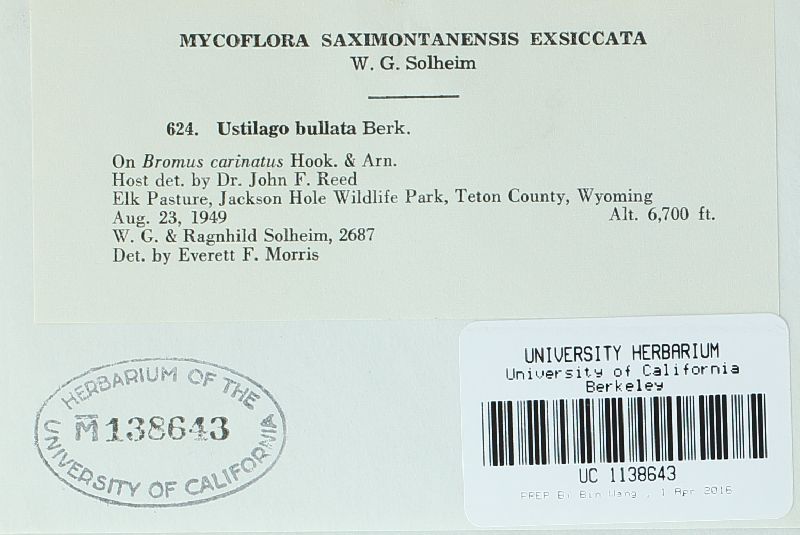 MYCOFLORA SAXIMONTANENSIS EXSICCATA
W. G. Solheim
624. Ustilago bullata Berk.
On Bromus carinatus Hook. & Arn.
Host det. by Dr. John F. Reed
Elk Pasture, Jackson Hole Wildlife Park, Teton County, Wyoming
Aug. 23, 1949 Alt. 6,700 ft.
W. G. & Ragnhild Solheim, 2687
Det. by Everett F. Morris
HERBARIUM OF THE
M̅ 138643
UNIVERSITY OF CALIFORNIA
UNIVERSITY HERBARIUM
University of California
Berkeley
UC 1138643
PREP Bi Bin Wang , 1 Apr 2016